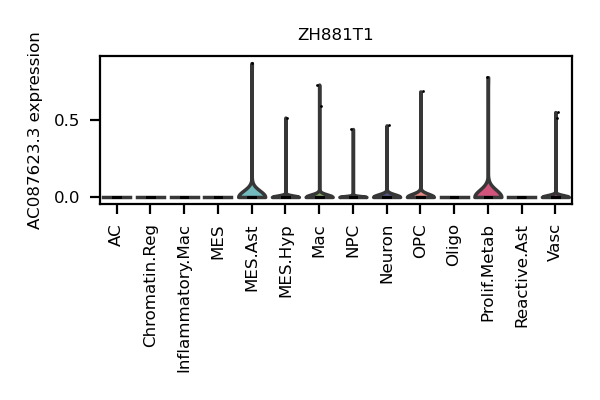 ZH881T1
AC087623.3 expression
0.5
0.0
AC
Chromatin.Reg
Inflammatory.Mac
MES
MES.Ast
MES.Hyp
Mac
NPC
Neuron
OPC
Oligo
Prolif.Metab
Reactive.Ast
Vasc